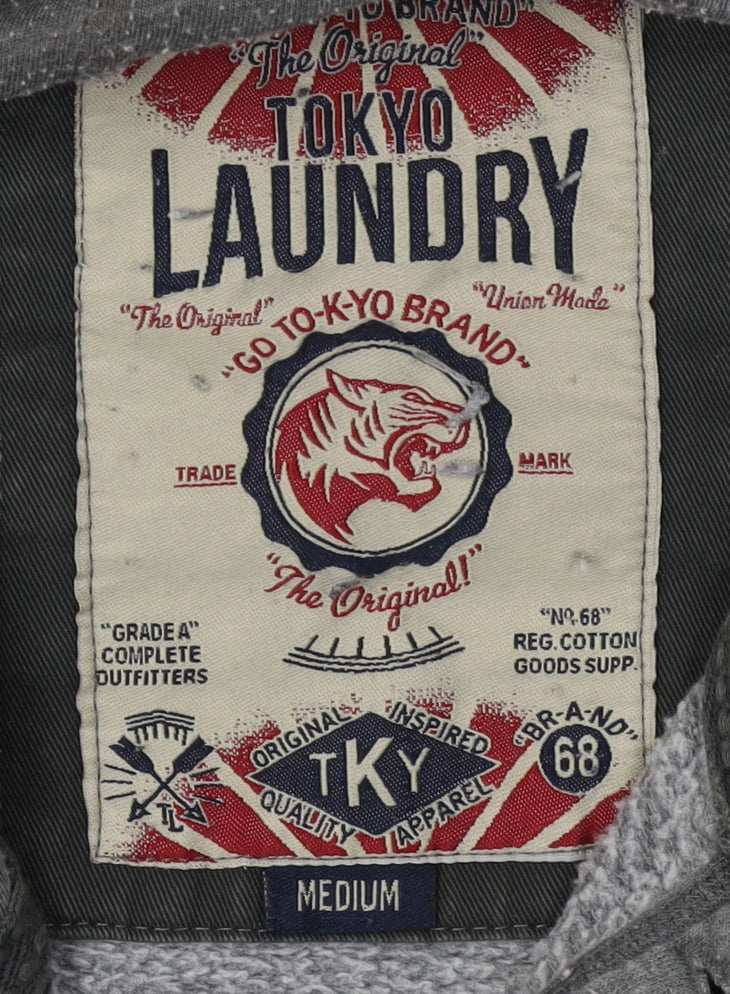 BRAND"
"The Original"
TOKYO
LAUNDRY
"The Original"
"Union Made"
"GO TO-K-YO BRAND"
TRADE MARK
"The Original!"
"GRADE A"
COMPLETE
OUTFITTERS
"Nº 68"
REG. COTTON
GOODS SUPP.
ORIGINAL INSPIRED
TKY
QUALITY APPAREL
"BR-A-ND"
68
TL
MEDIUM